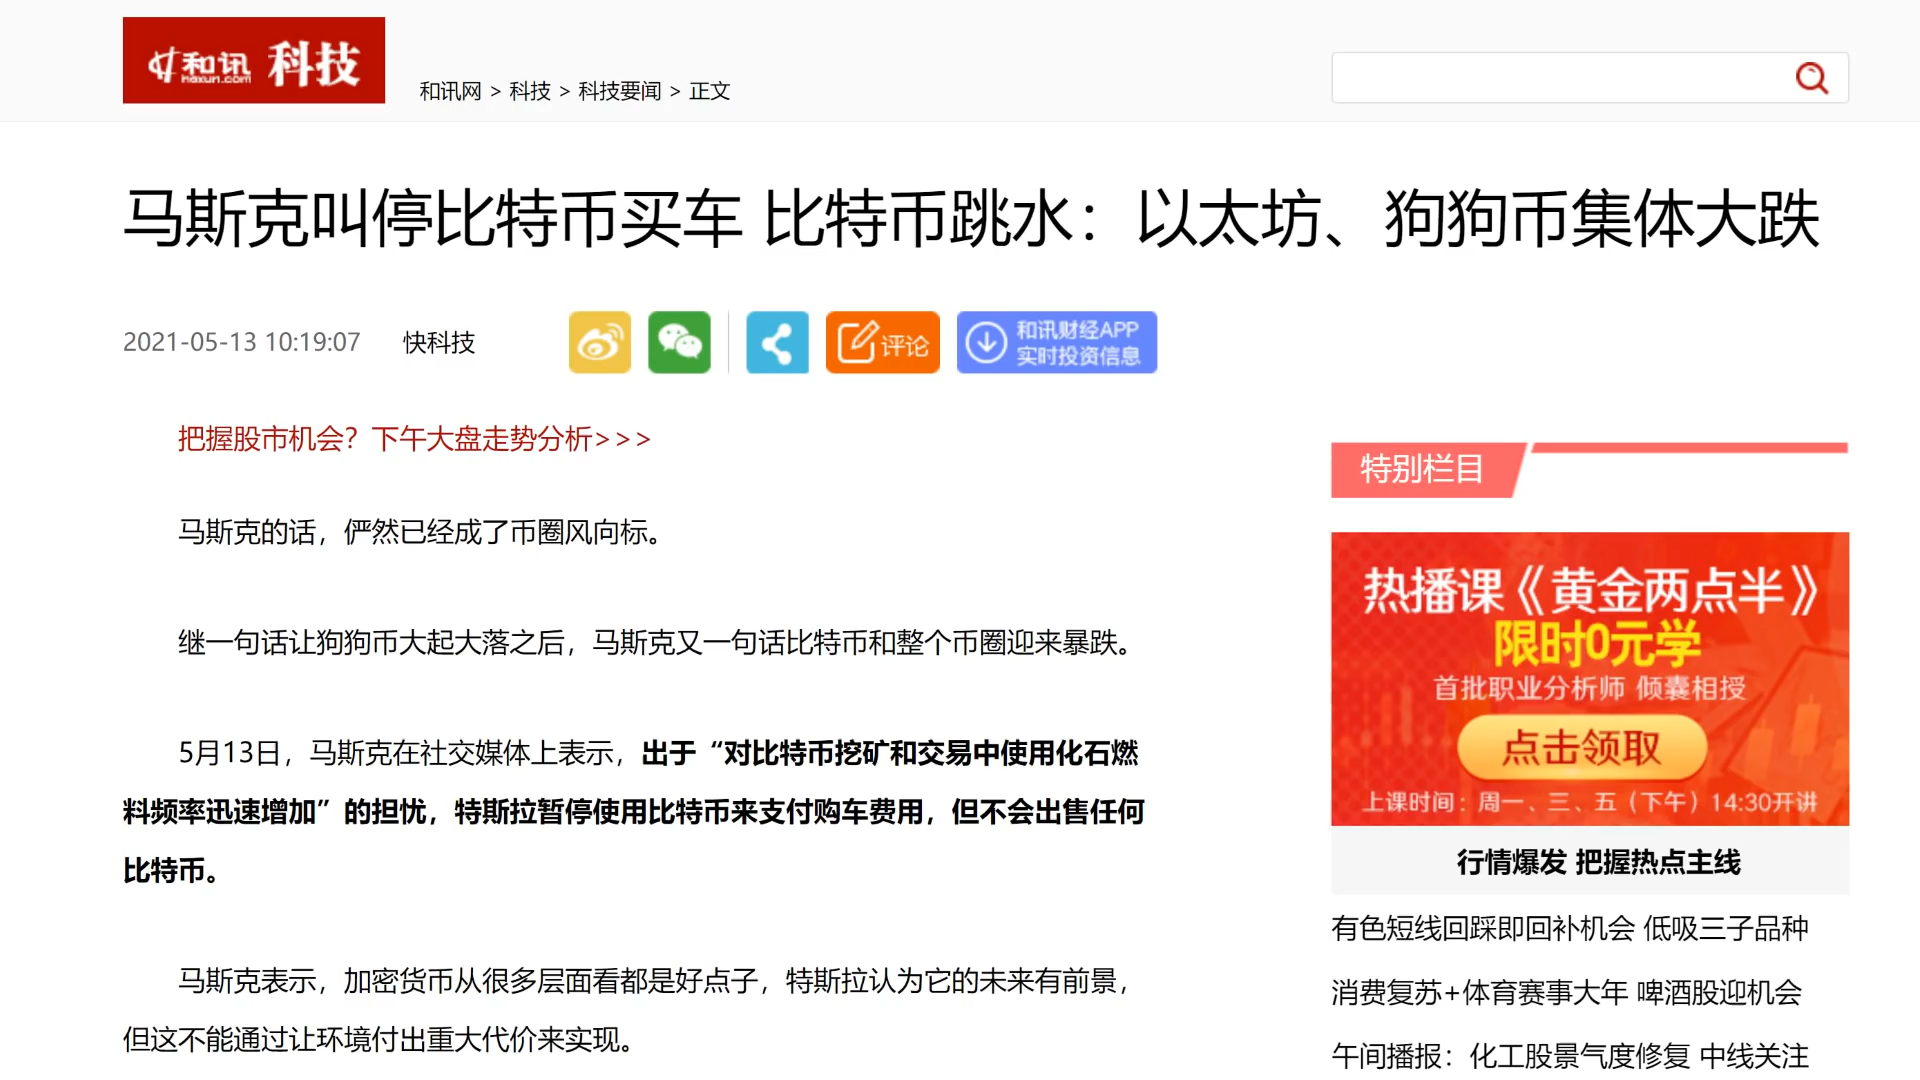 和讯 科技
hexun.com
和讯网 > 科技 > 科技要闻 > 正文
马斯克叫停比特币买车 比特币跳水：以太坊、狗狗币集体大跌
2021-05-13 10:19:07 快科技
评论
和讯财经APP
实时投资信息
把握股市机会？下午大盘走势分析>>>
马斯克的话，俨然已经成了币圈风向标。
继一句话让狗狗币大起大落之后，马斯克又一句话比特币和整个币圈迎来暴跌。
5月13日，马斯克在社交媒体上表示，出于“对比特币挖矿和交易中使用化石燃
料频率迅速增加”的担忧，特斯拉暂停使用比特币来支付购车费用，但不会出售任何
比特币。
马斯克表示，加密货币从很多层面看都是好点子，特斯拉认为它的未来有前景，
但这不能通过让环境付出重大代价来实现。
特别栏目
热播课《黄金两点半》
限时0元学
首批职业分析师 倾囊相授
点击领取
上课时间：周一、三、五（下午）14:30开讲
行情爆发 把握热点主线
有色短线回踩即回补机会 低吸三子品种
消费复苏+体育赛事大年 啤酒股迎机会
午间播报：化工股景气度修复 中线关注